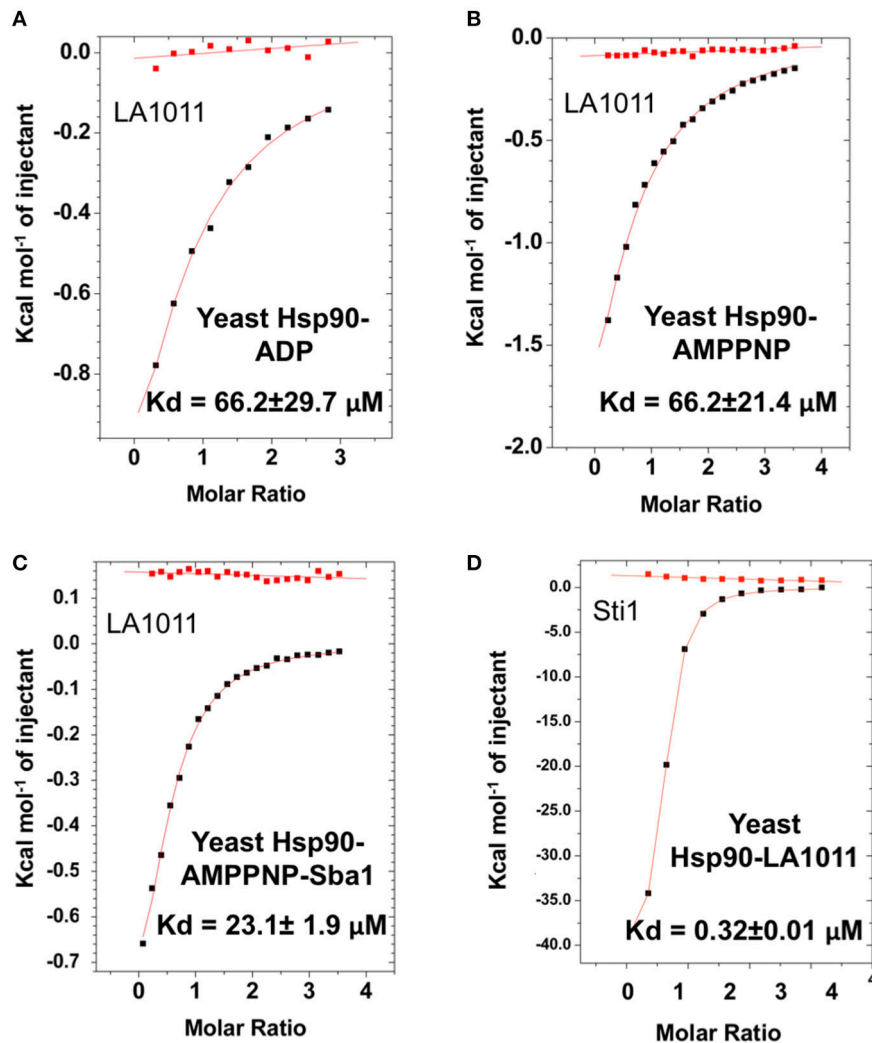 A
0.0
-0.2
-0.4
-0.6
-0.8
Kcal mol-1 of injectant
LA1011
Yeast Hsp90-
ADP
Kd = 66.2±29.7 µM
0 1 2 3
Molar Ratio
B
0.0
-0.5
-1.0
-1.5
-2.0
Kcal mol-1 of injectant
LA1011
Yeast Hsp90-
AMPPNP
Kd = 66.2±21.4 µM
0 1 2 3 4
Molar Ratio
C
0.1
0.0
-0.1
-0.2
-0.3
-0.4
-0.5
-0.6
-0.7
Kcal mol-1 of injectant
LA1011
Yeast Hsp90-
AMPPNP-Sba1
Kd = 23.1± 1.9 µM
0 1 2 3 4
Molar Ratio
D
0.0
-5.0
-10.0
-15.0
-20.0
-25.0
-30.0
-35.0
-40.0
Kcal mol-1 of injectant
Sti1
Yeast
Hsp90-LA1011
Kd = 0.32±0.01 µM
0 1 2 3 4
Molar Ratio